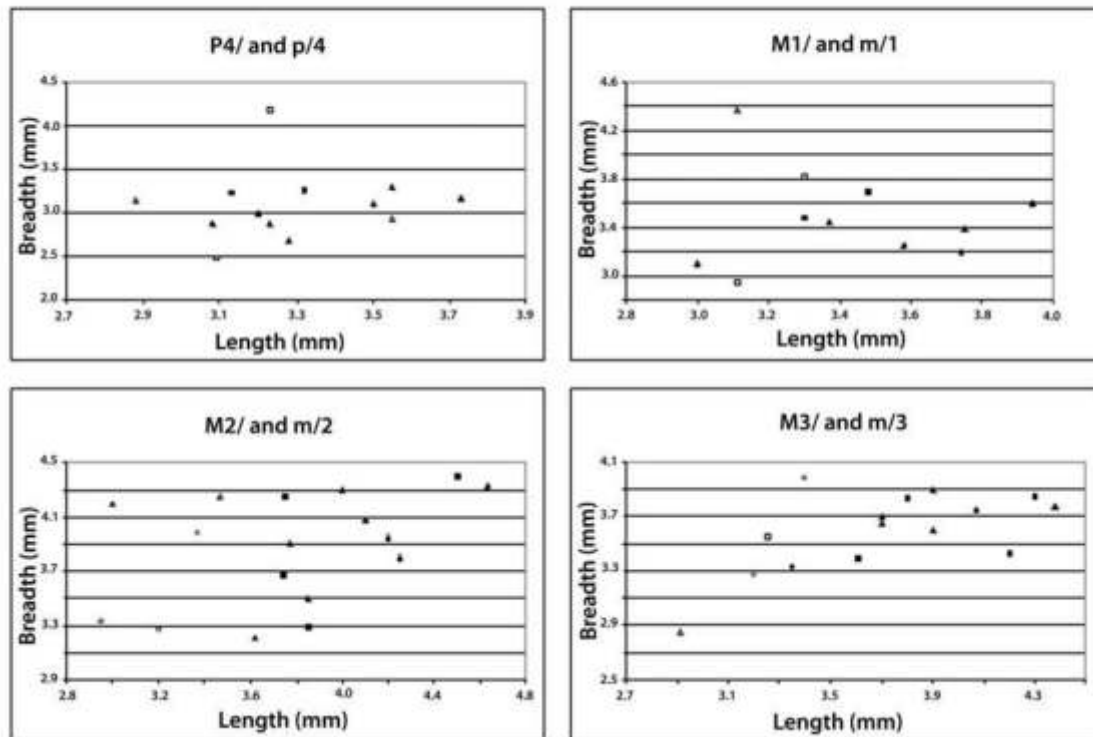 P4/ and p/4
4.5
4.0
3.5
3.0
2.5
2.0
Breadth (mm)
2.7 2.9 3.1 3.3 3.5 3.7 3.9
Length (mm)
M1/ and m/1
4.6
4.2
3.8
3.4
3.0
Breadth (mm)
2.8 3.0 3.2 3.4 3.6 3.8 4.0
Length (mm)
M2/ and m/2
4.5
4.1
3.7
3.3
2.9
Breadth (mm)
2.8 3.2 3.6 4.0 4.4 4.8
Length (mm)
M3/ and m/3
4.1
3.7
3.3
2.9
2.5
Breadth (mm)
2.7 3.1 3.5 3.9 4.3
Length (mm)